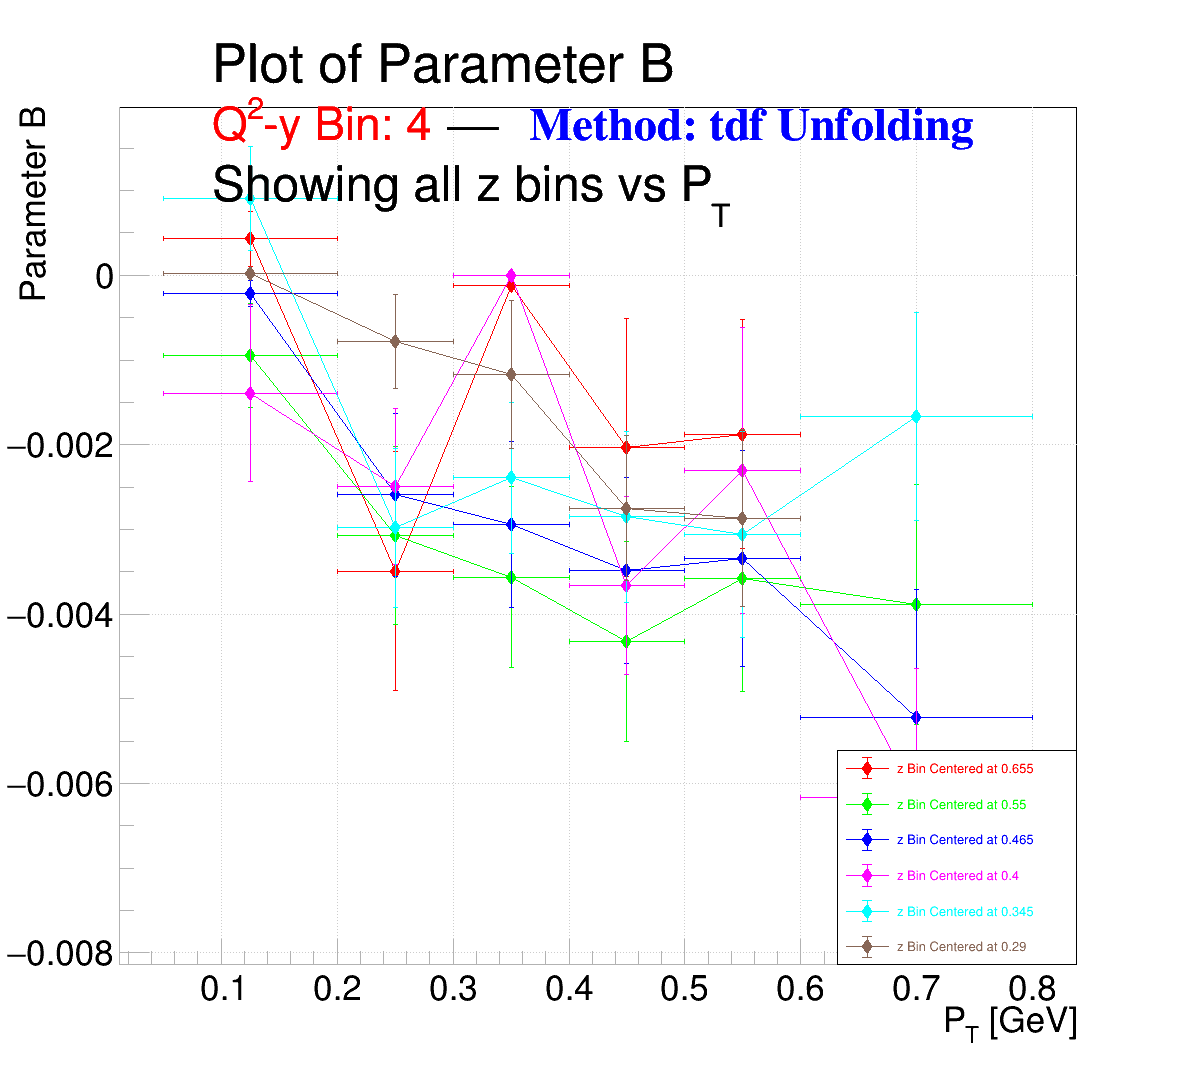 Plot of Parameter B
Q²-y Bin: 4 — Method: tdf Unfolding
Showing all z bins vs P_T
Parameter B
0
−0.002
−0.004
−0.006
−0.008
z Bin Centered at 0.655
z Bin Centered at 0.55
z Bin Centered at 0.465
z Bin Centered at 0.4
z Bin Centered at 0.345
z Bin Centered at 0.29
0.1 0.2 0.3 0.4 0.5 0.6 0.7 0.8
P_T [GeV]